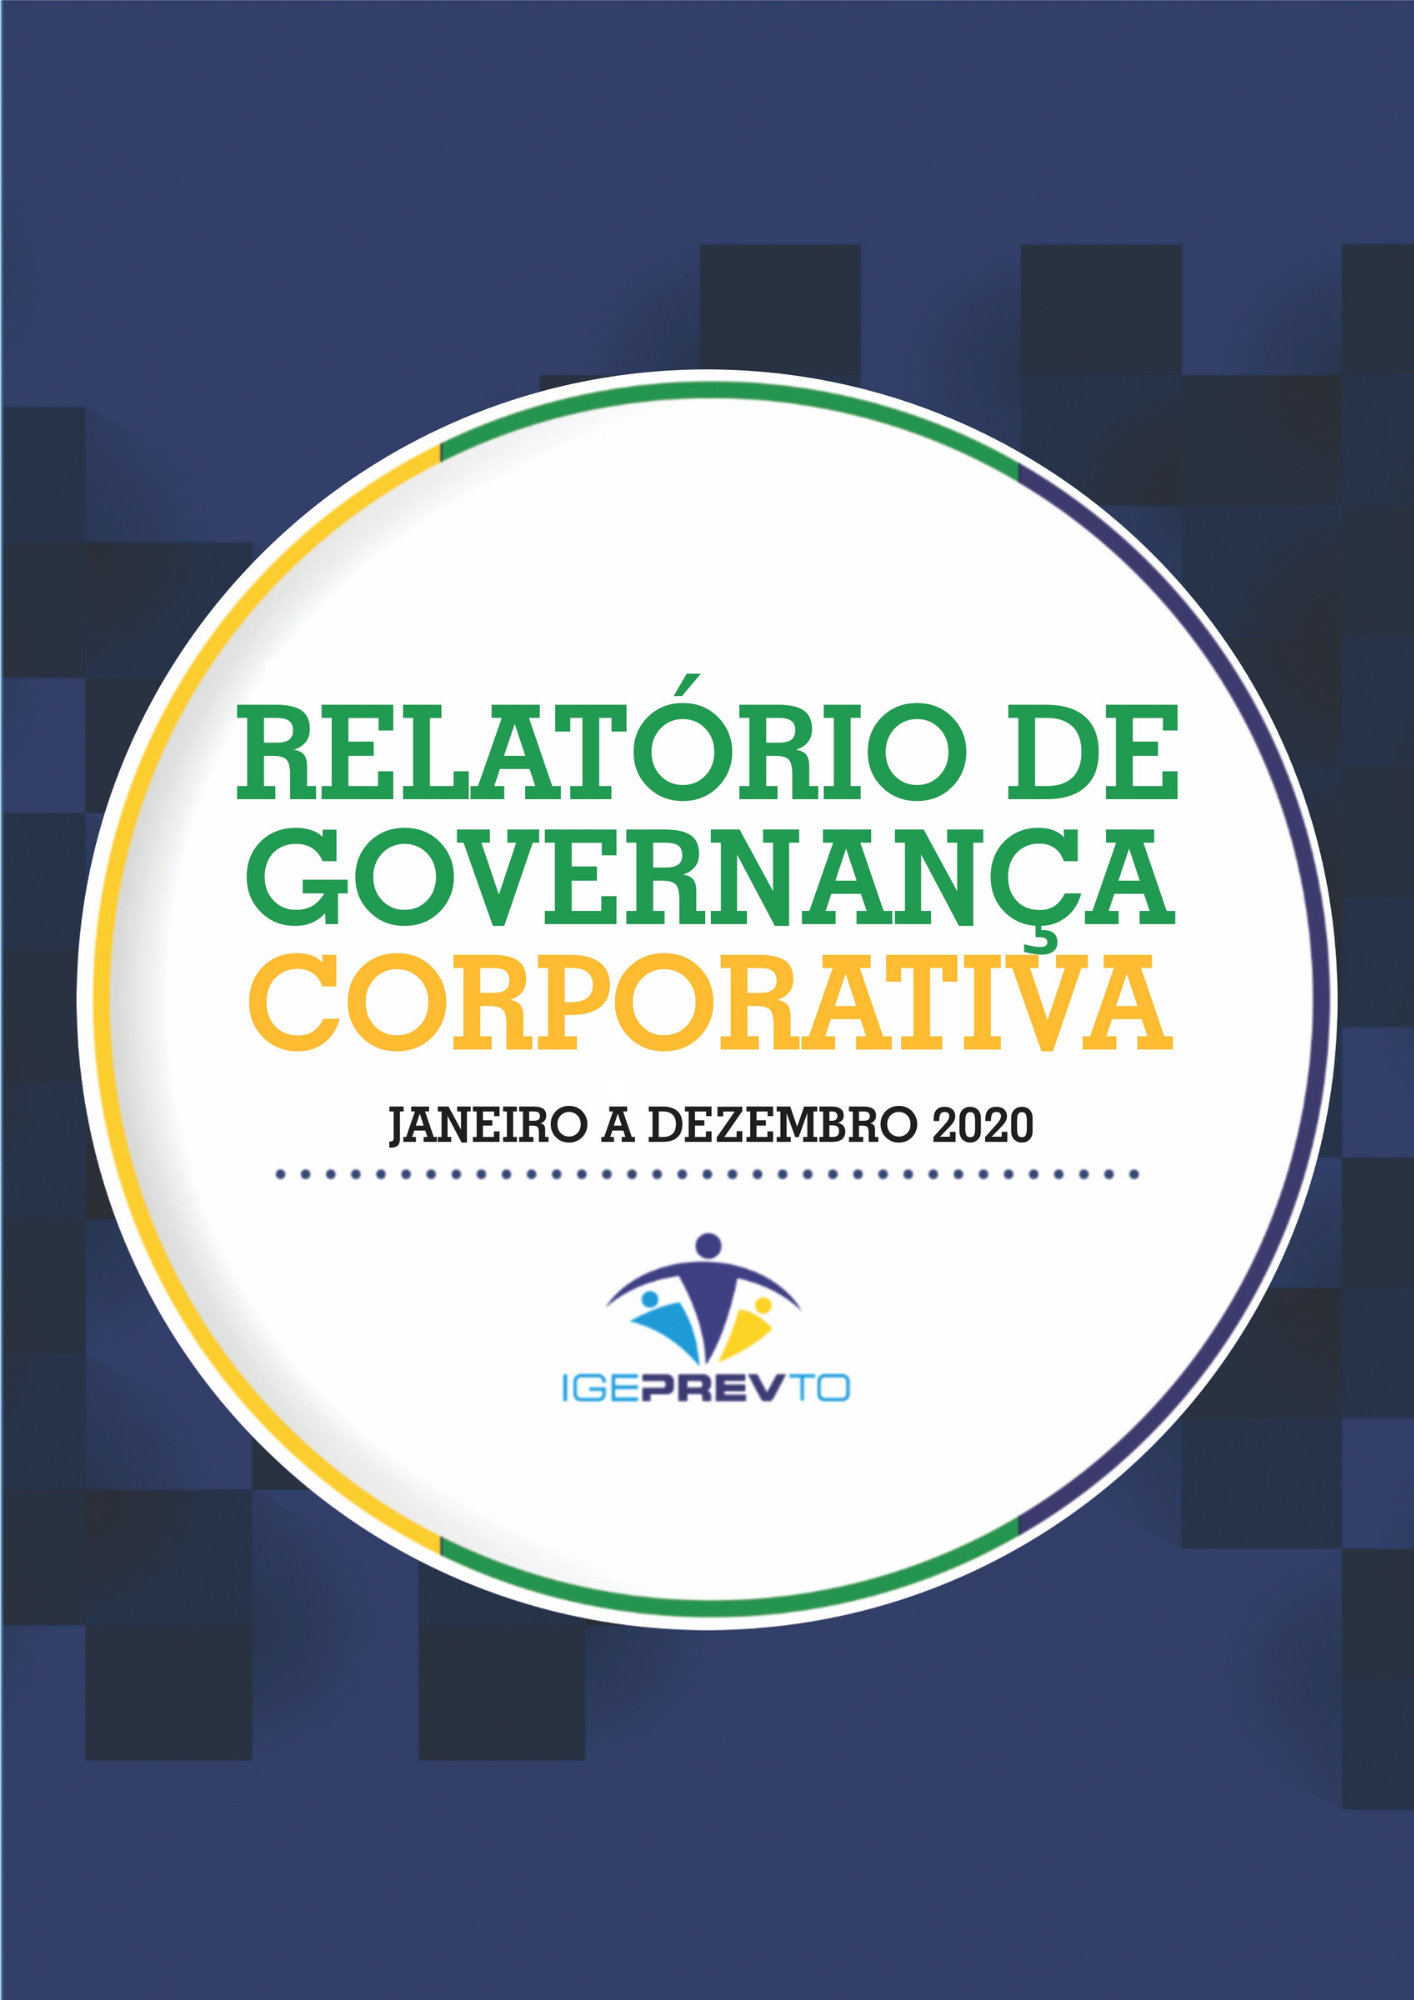 RELATÓRIO DE
GOVERNANÇA
CORPORATIVA
JANEIRO A DEZEMBRO 2020
IGEPREVTO